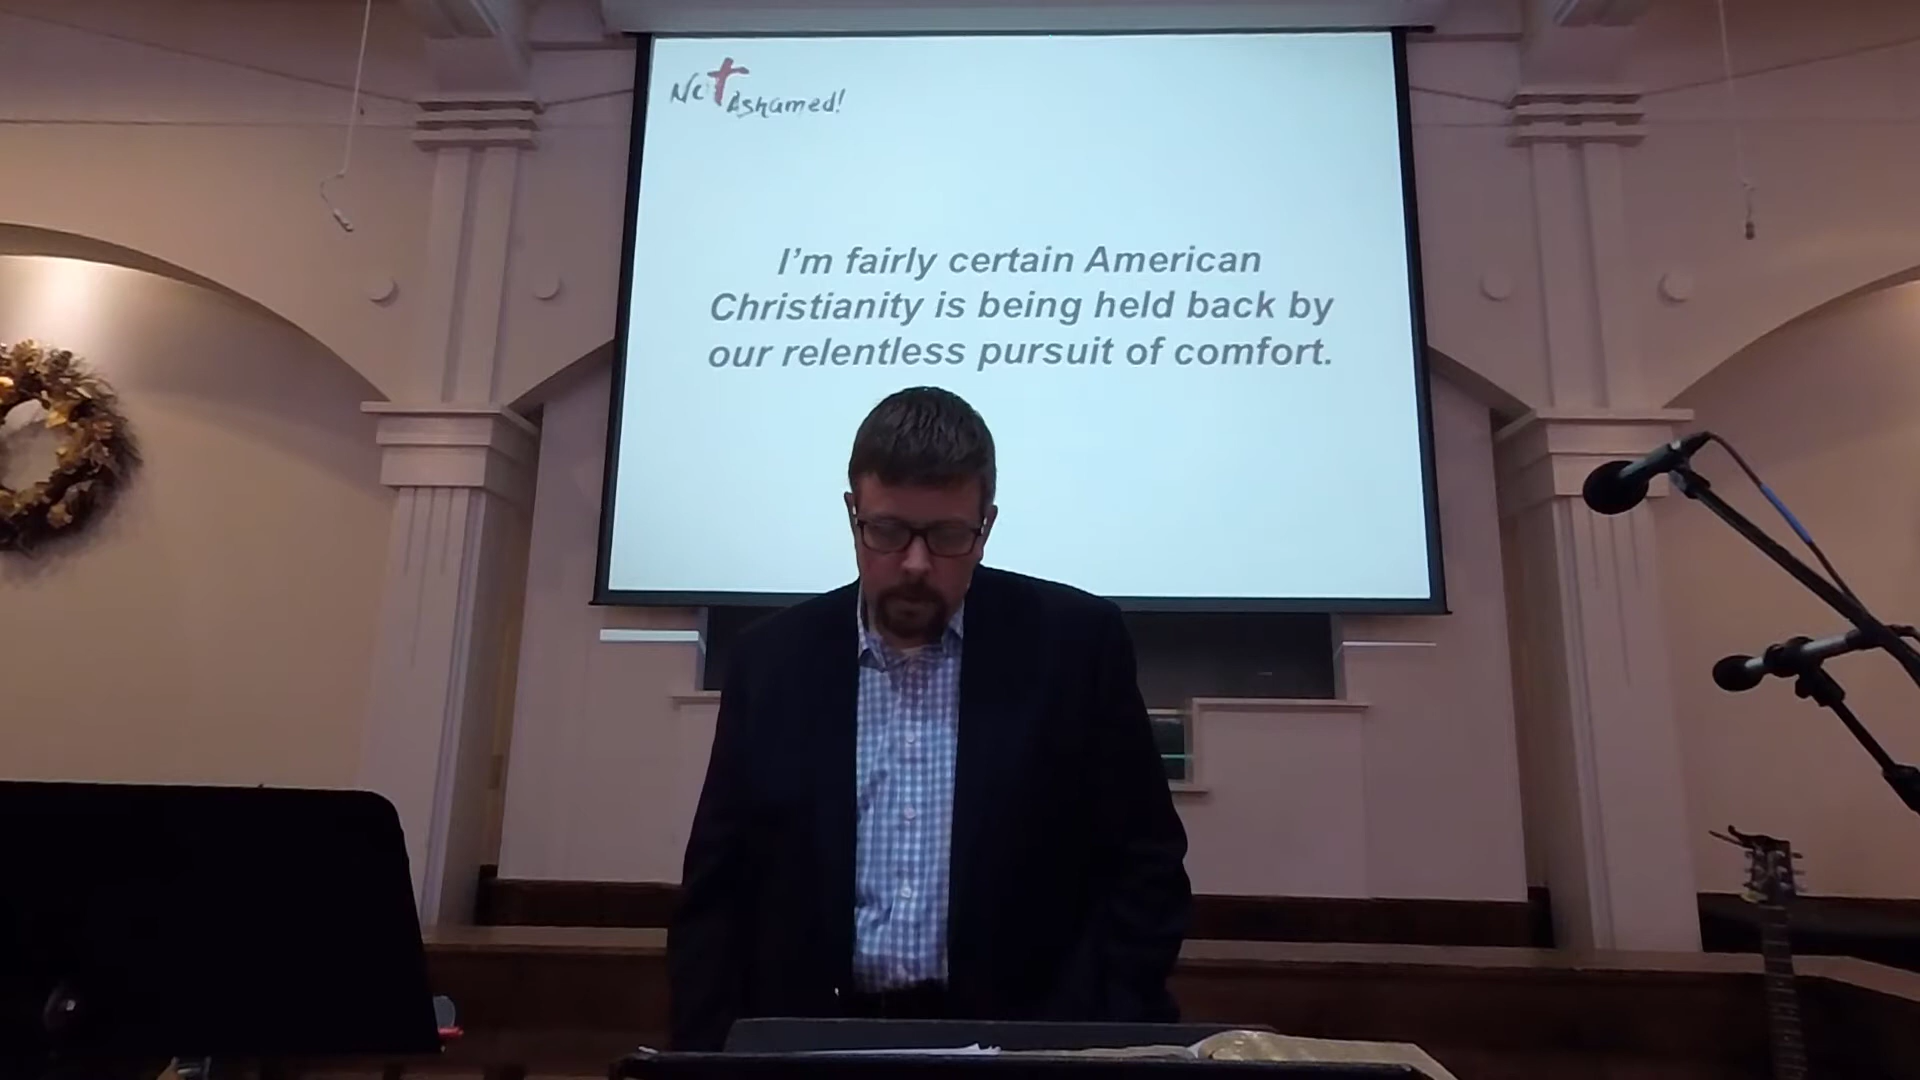 Not Ashamed!
I'm fairly certain American
Christianity is being held back by
our relentless pursuit of comfort.